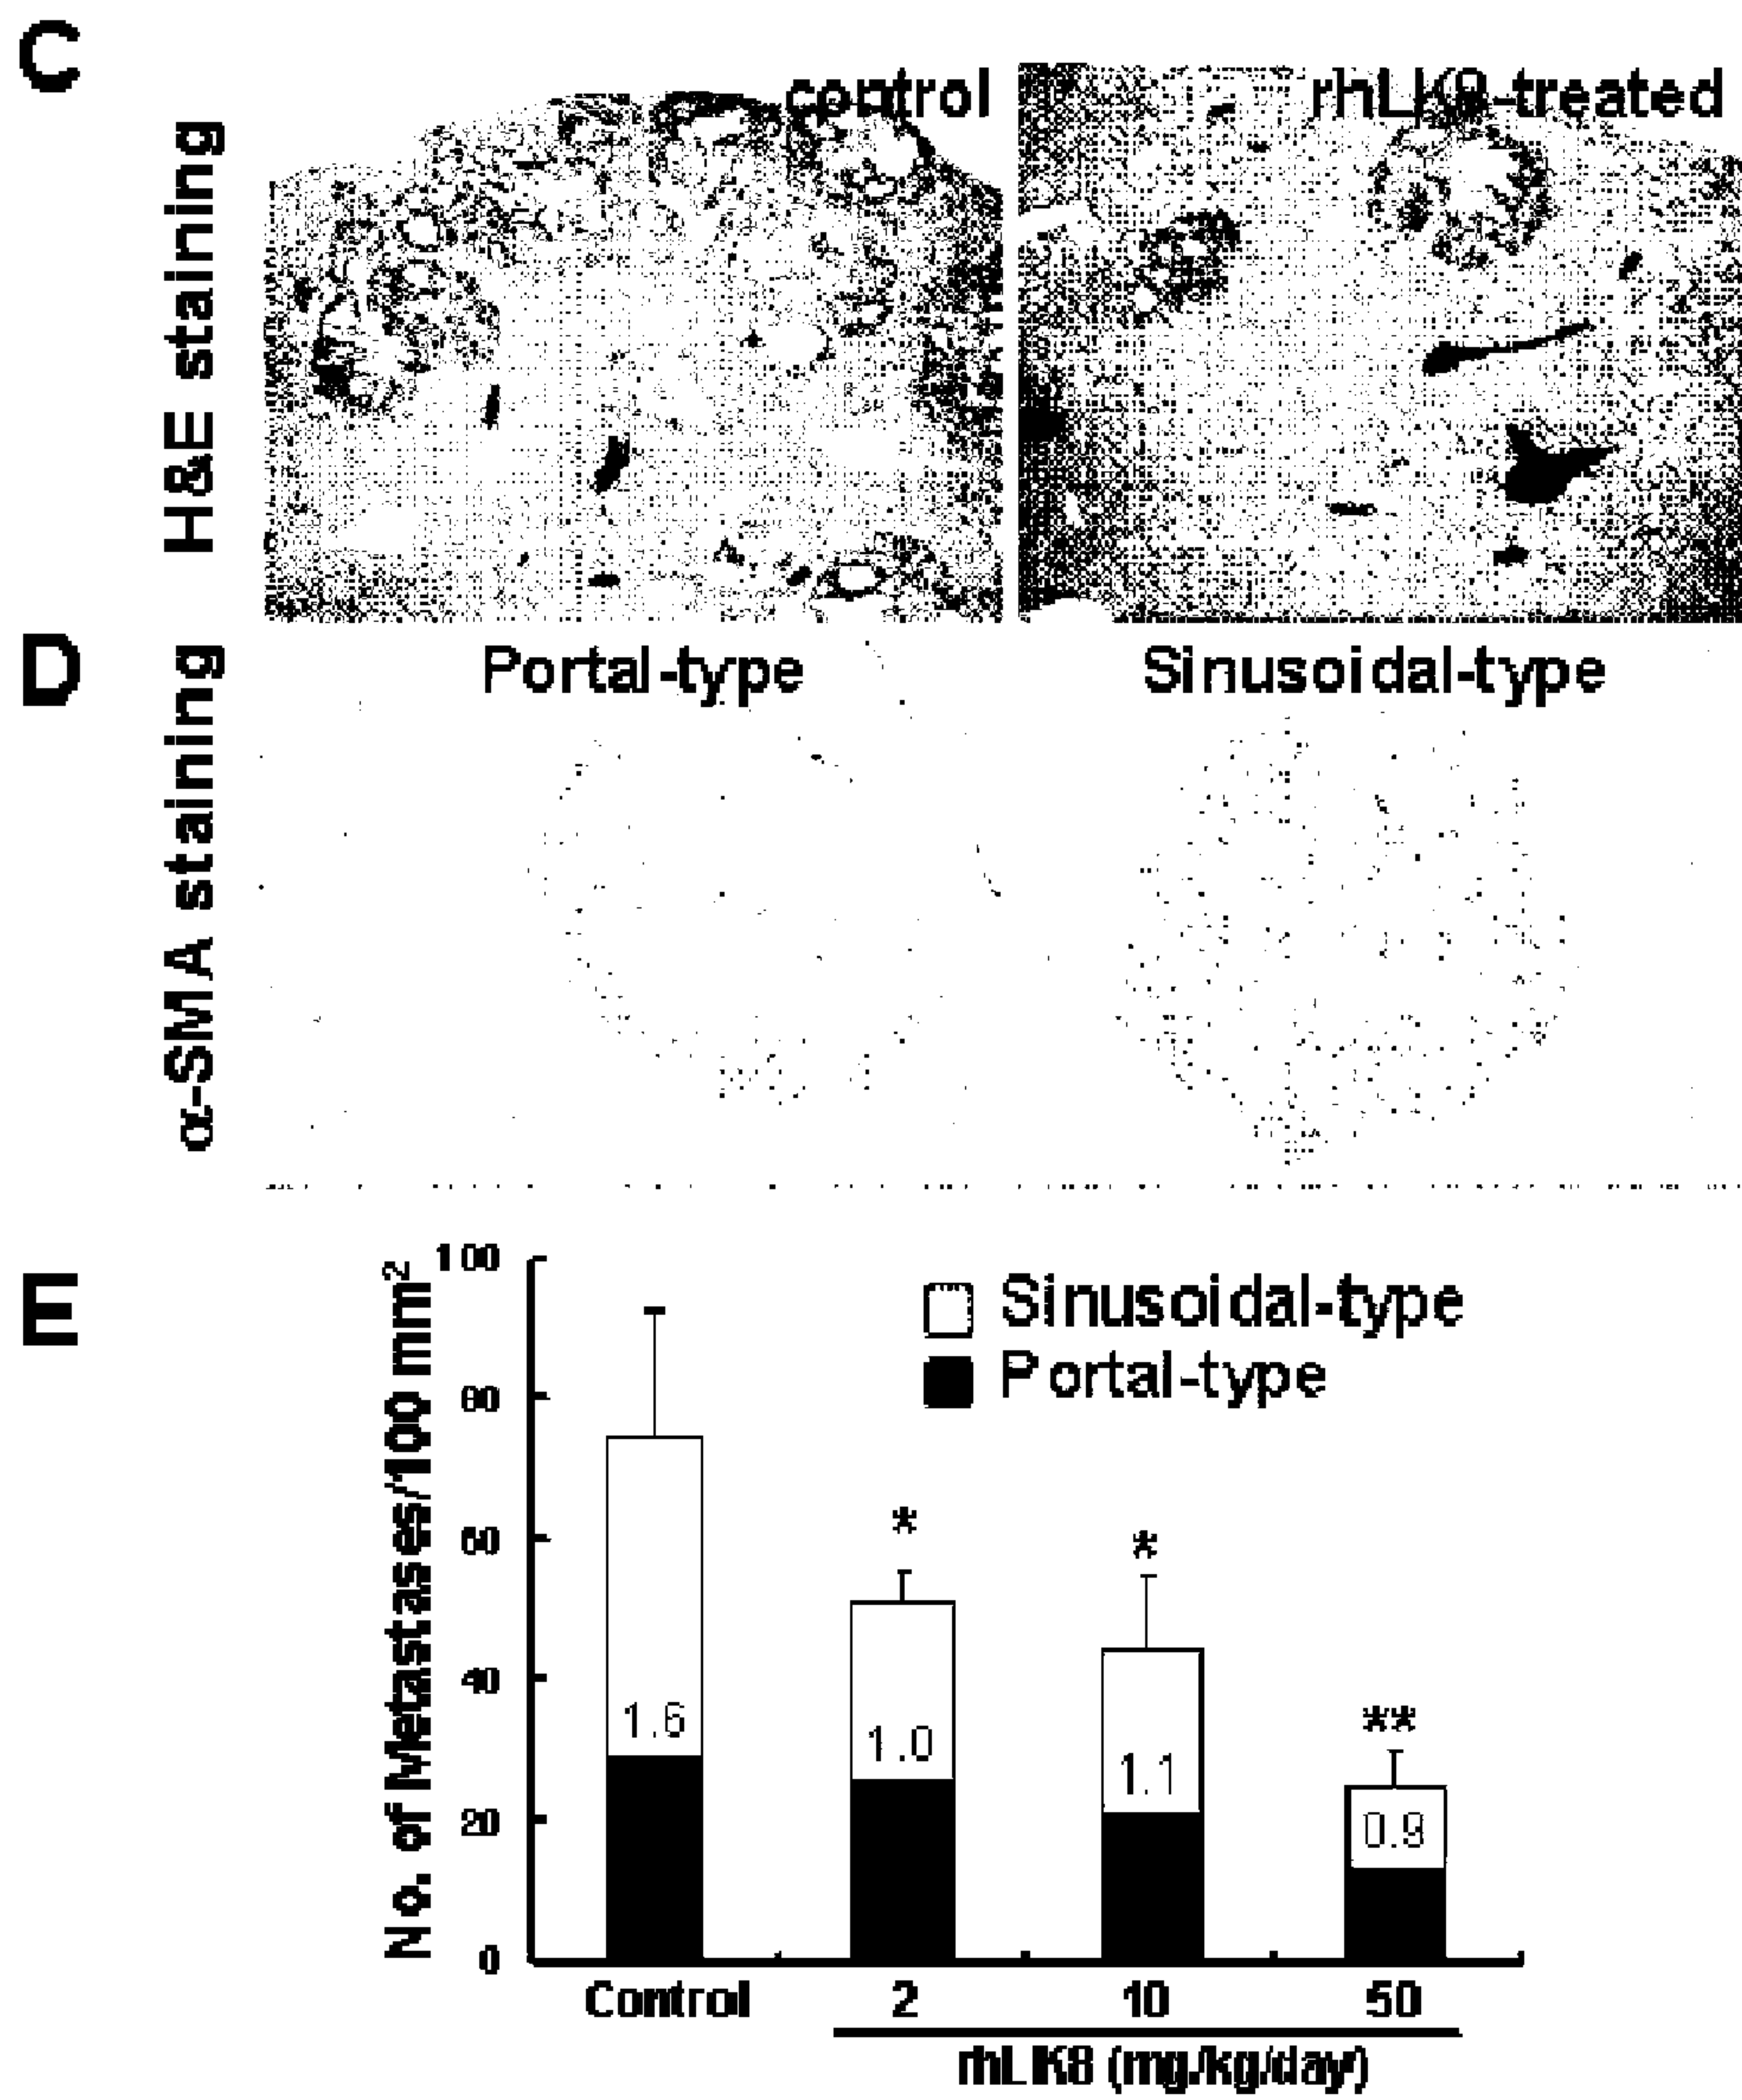 C
control
rhLK8-treated
H&E staining
D
Portal-type
Sinusoidal-type
α-SMA staining
E
No. of Metastases/100 mm²
100
80
60
40
20
0
Sinusoidal-type
Portal-type
*
*
**
1.6
1.0
1.1
0.9
Control
2
10
50
rhLK8 (mg/kg/day)